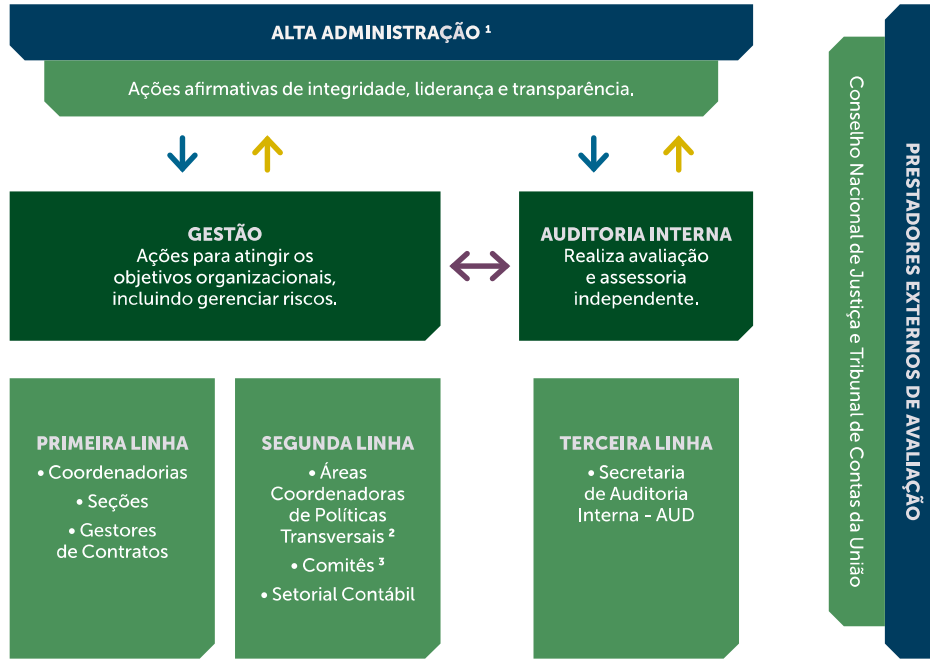 ALTA ADMINISTRAÇÃO ¹
Ações afirmativas de integridade, liderança e transparência.
GESTÃO
Ações para atingir os
objetivos organizacionais,
incluindo gerenciar riscos.
AUDITORIA INTERNA
Realiza avaliação
e assessoria
independente.
PRIMEIRA LINHA
• Coordenadorias
• Seções
• Gestores
de Contratos
SEGUNDA LINHA
• Áreas
Coordenadoras
de Políticas
Transversais ²
• Comitês ³
• Setorial Contábil
TERCEIRA LINHA
• Secretaria
de Auditoria
Interna - AUD
Conselho Nacional de Justiça e Tribunal de Contas da União
PRESTADORES EXTERNOS DE AVALIAÇÃO